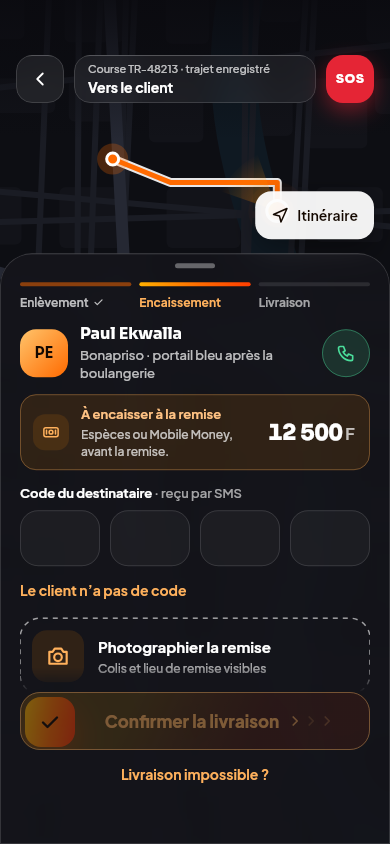 Course TR-48213 · trajet enregistré
Vers le client
SOS
Itinéraire
Enlèvement
Encaissement
Livraison
PE
Paul Ekwalla
Bonapriso · portail bleu après la
boulangerie
À encaisser à la remise
Espèces ou Mobile Money,
avant la remise.
12 500 F
Code du destinataire · reçu par SMS
Le client n’a pas de code
Photographier la remise
Colis et lieu de remise visibles
Confirmer la livraison
Livraison impossible ?